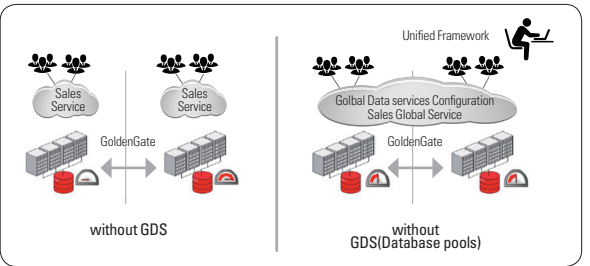 Sales
Service
Sales
Service
GoldenGate
without GDS
Unified Framework
Golbal Data services Configuration
Sales Global Service
GoldenGate
without
GDS(Database pools)